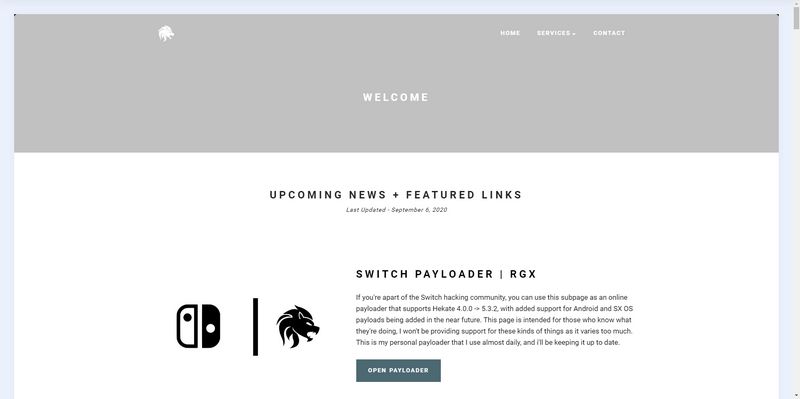 HOME SERVICES CONTACT
WELCOME
UPCOMING NEWS + FEATURED LINKS
Last Updated - September 6, 2020
SWITCH PAYLOADER | RGX
If you're apart of the Switch hacking community, you can use this subpage as an online
payloader that supports Hekate 4.0.0 -> 5.3.2, with added support for Android and SX OS
payloads being added in the near future. This page is intended for those who know what
they're doing, I won't be providing support for these kinds of things as it varies too much.
This is my personal payloader that I use almost daily, and i'll be keeping it up to date.
OPEN PAYLOADER